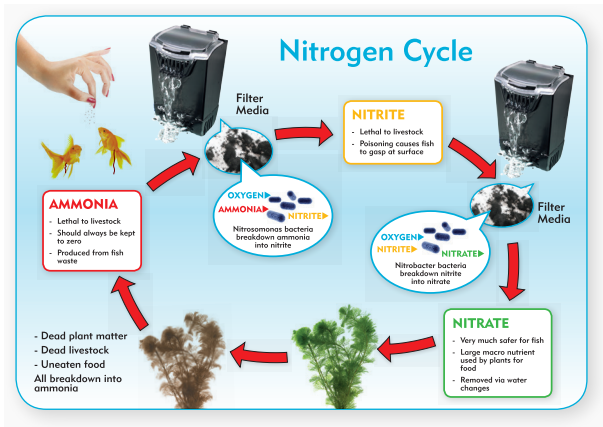 Nitrogen Cycle
Filter
Media
NITRITE
- Lethal to livestock
- Poisoning causes fish
to gasp at surface
OXYGEN
AMMONIA
NITRITE
Nitrosomonas bacteria
breakdown ammonia
into nitrite
Filter
Media
OXYGEN
NITRITE
NITRATE
Nitrobacter bacteria
breakdown nitrite
into nitrate
AMMONIA
- Lethal to livestock
- Should always be kept
to zero
- Produced from fish
waste
NITRATE
- Very much safer for fish
- Large macro nutrient
used by plants for
food
- Removed via water
changes
- Dead plant matter
- Dead livestock
- Uneaten food
All breakdown into
ammonia